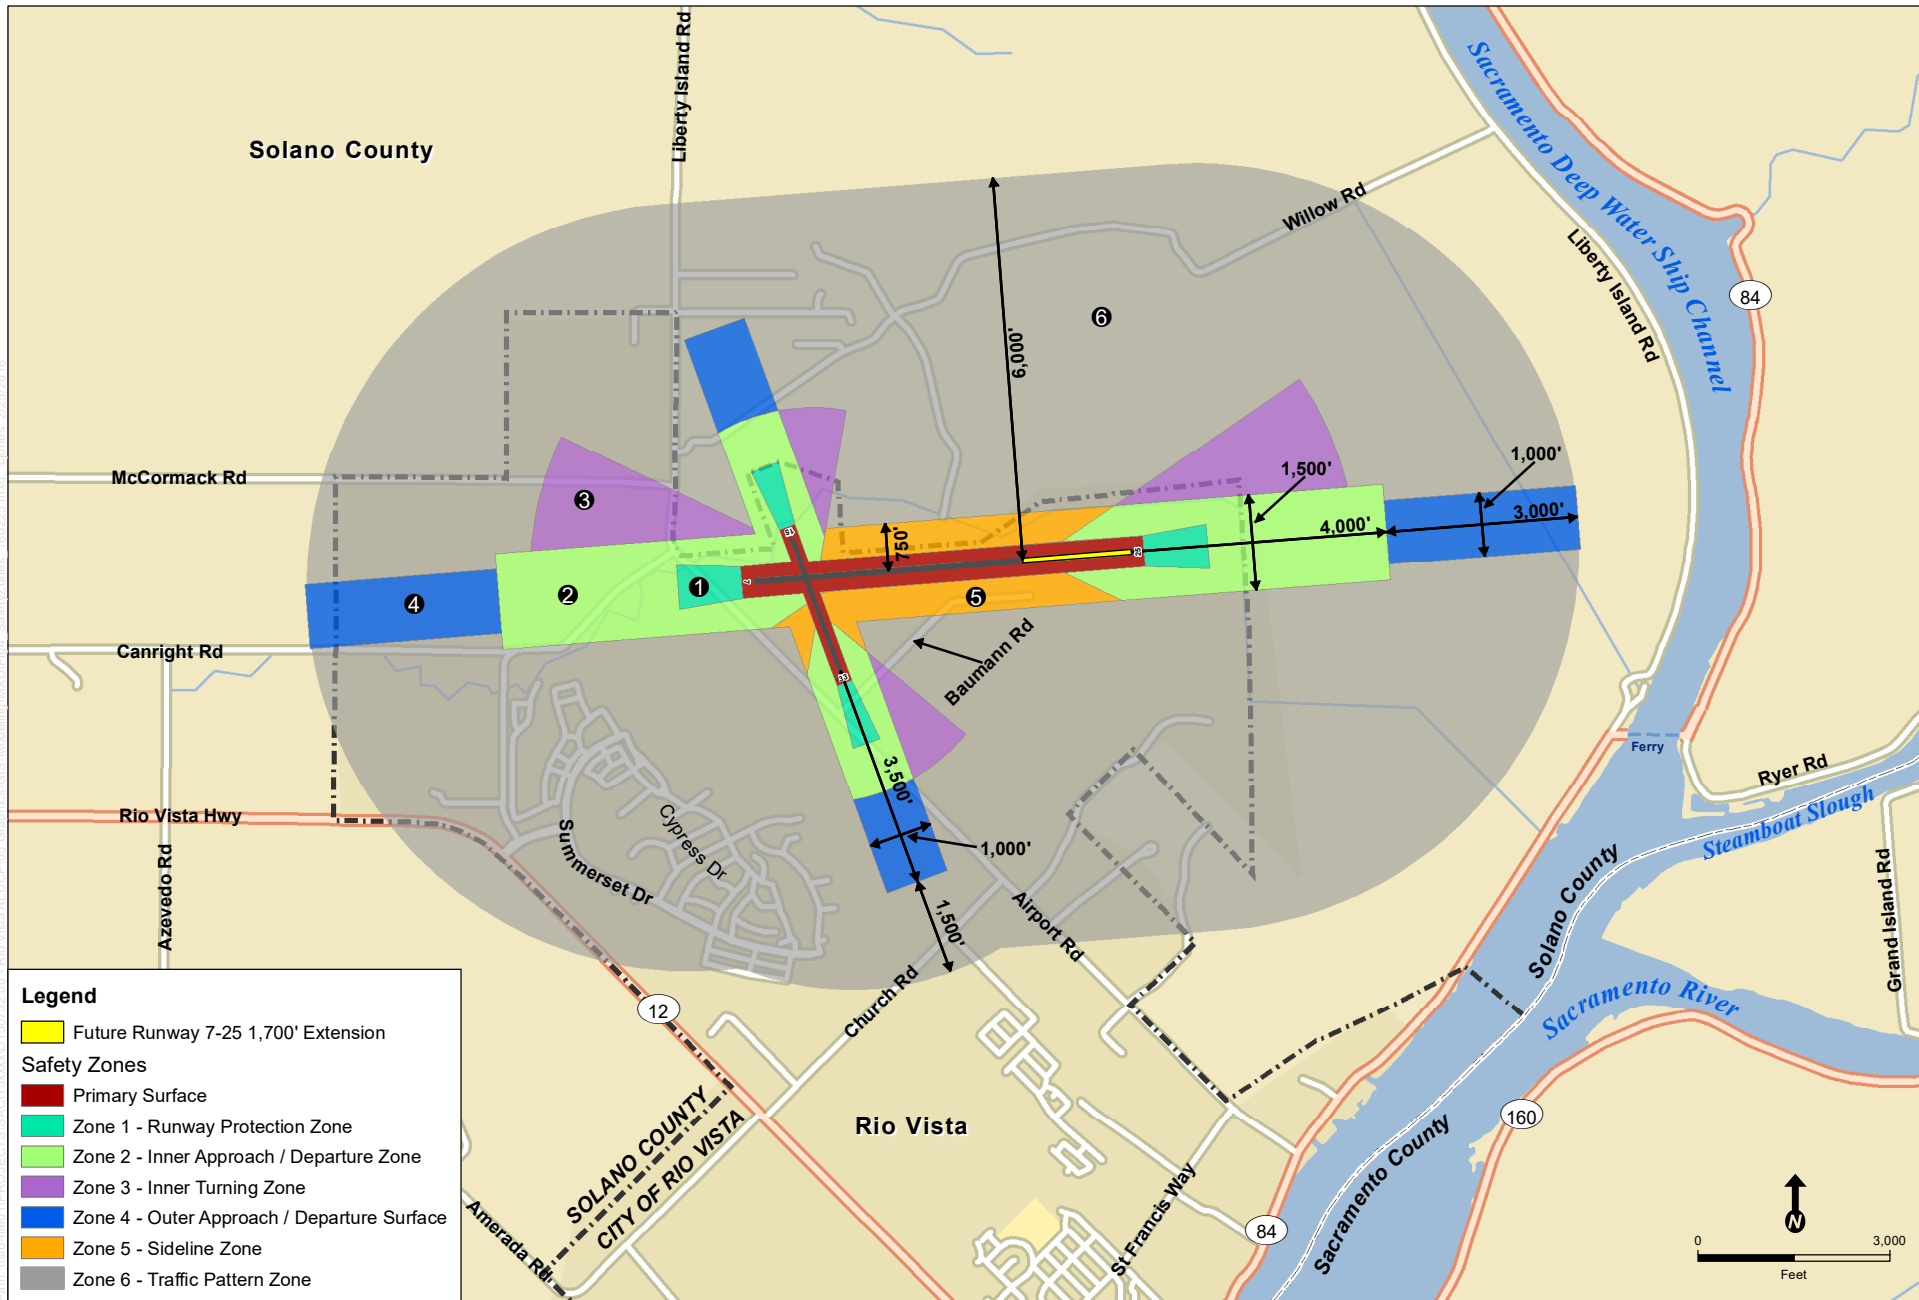 Solano County
Liberty Island Rd
Sacramento Deep Water Ship Channel
Willow Rd
Liberty Island Rd
84
6
6,000'
McCormack Rd
3
1,500'
1,000'
4,000'
3,000'
750'
15
25
7
33
1
2
4
5
Canright Rd
Baumann Rd
Ferry
Ryer Rd
Steamboat Slough
3,500'
Rio Vista Hwy
Summerset Dr
Cypress Dr
1,000'
Azevedo Rd
1,500'
Airport Rd
Church Rd
Solano County
Sacramento County
Grand Island Rd
Sacramento River
12
160
84
Rio Vista
St Francis Way
SOLANO COUNTY
CITY OF RIO VISTA
Amerada Rd
Legend
Future Runway 7-25 1,700' Extension
Safety Zones
Primary Surface
Zone 1 - Runway Protection Zone
Zone 2 - Inner Approach / Departure Zone
Zone 3 - Inner Turning Zone
Zone 4 - Outer Approach / Departure Surface
Zone 5 - Sideline Zone
Zone 6 - Traffic Pattern Zone
N
0 3,000
Feet